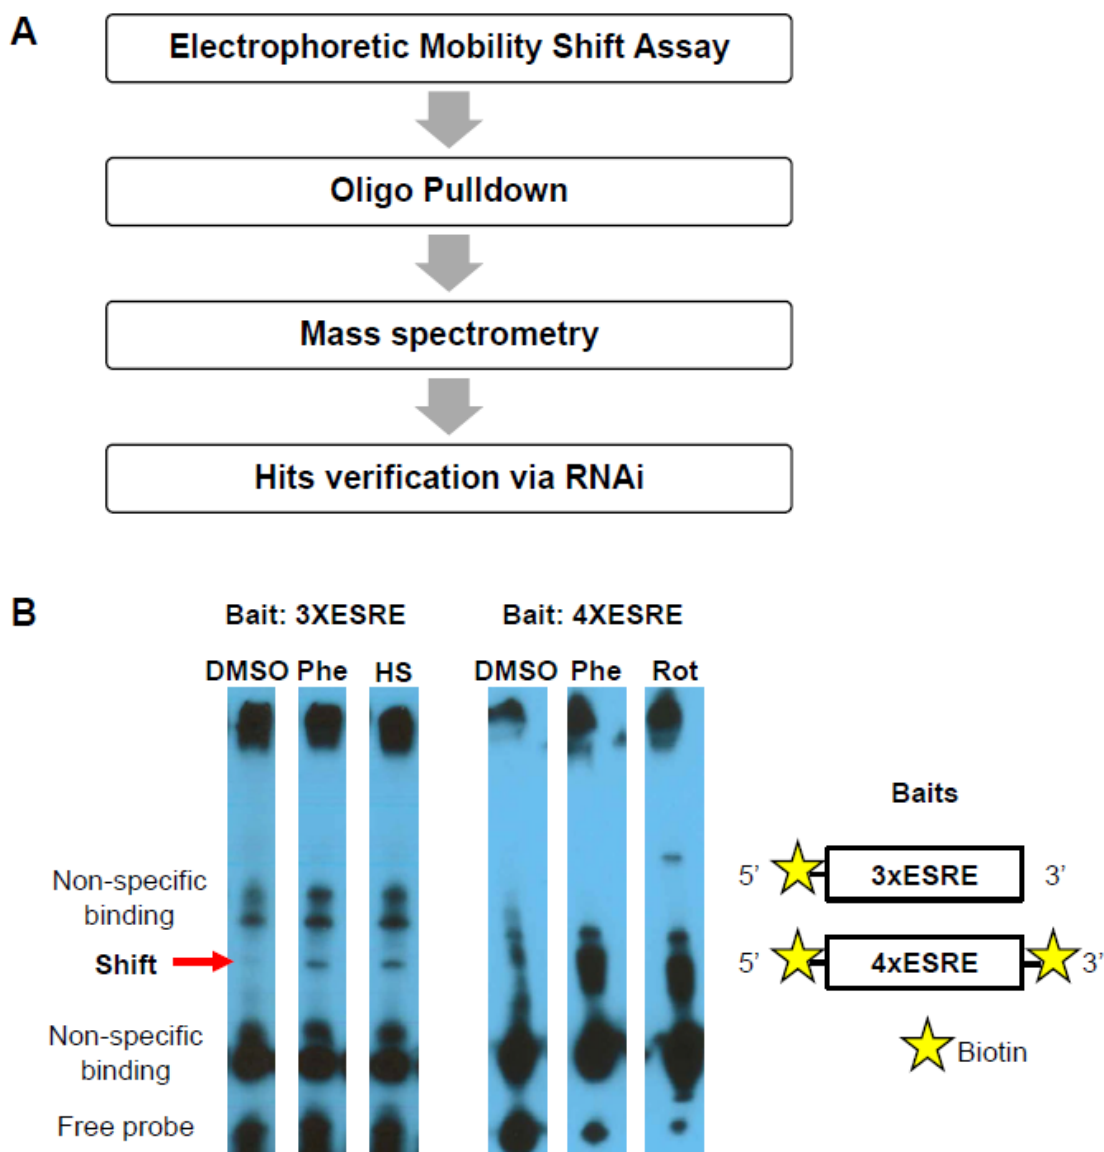 A
Electrophoretic Mobility Shift Assay
Oligo Pulldown
Mass spectrometry
Hits verification via RNAi
B
Bait: 3XESRE
Bait: 4XESRE
DMSO Phe HS
DMSO Phe Rot
Non-specific
binding
Shift
Non-specific
binding
Free probe
Baits
5’ 3xESRE 3’
5’ 4xESRE 3’
Biotin